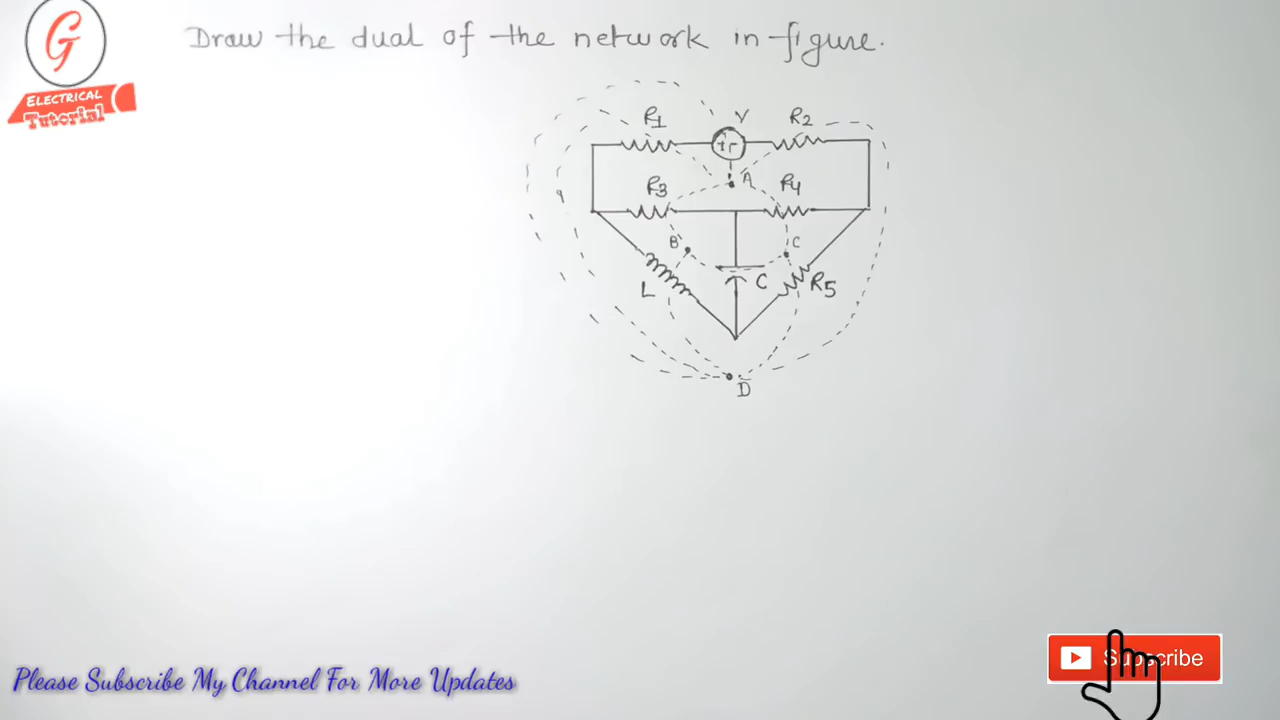 G
Draw the dual of the network in figure.
ELECTRICAL
Tutorial
R1
V
R2
R3
A
R4
B
C
L
C
R5
D
Please Subscribe My Channel For More Updates
Subscribe